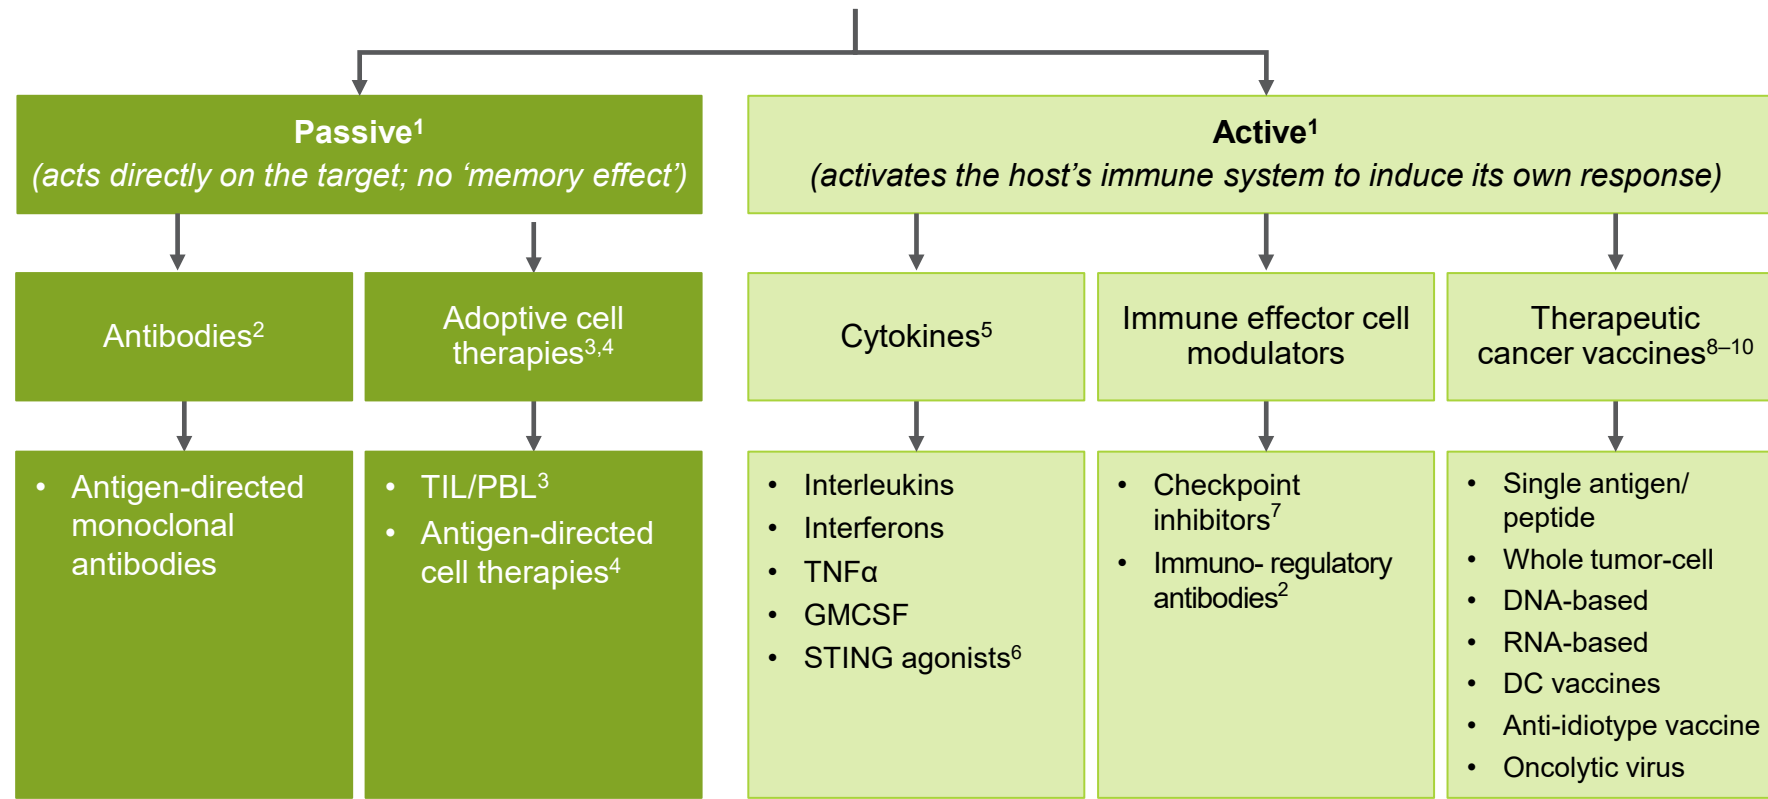 Passive¹
(acts directly on the target; no ‘memory effect’)
Active¹
(activates the host’s immune system to induce its own response)
Antibodies²
Adoptive cell
therapies³,⁴
Cytokines⁵
Immune effector cell
modulators
Therapeutic
cancer vaccines⁸–¹⁰
• Antigen-directed
monoclonal
antibodies
• TIL/PBL³
• Antigen-directed
cell therapies⁴
• Interleukins
• Interferons
• TNFα
• GMCSF
• STING agonists⁶
• Checkpoint
inhibitors⁷
• Immuno- regulatory
antibodies²
• Single antigen/
peptide
• Whole tumor-cell
• DNA-based
• RNA-based
• DC vaccines
• Anti-idiotype vaccine
• Oncolytic virus